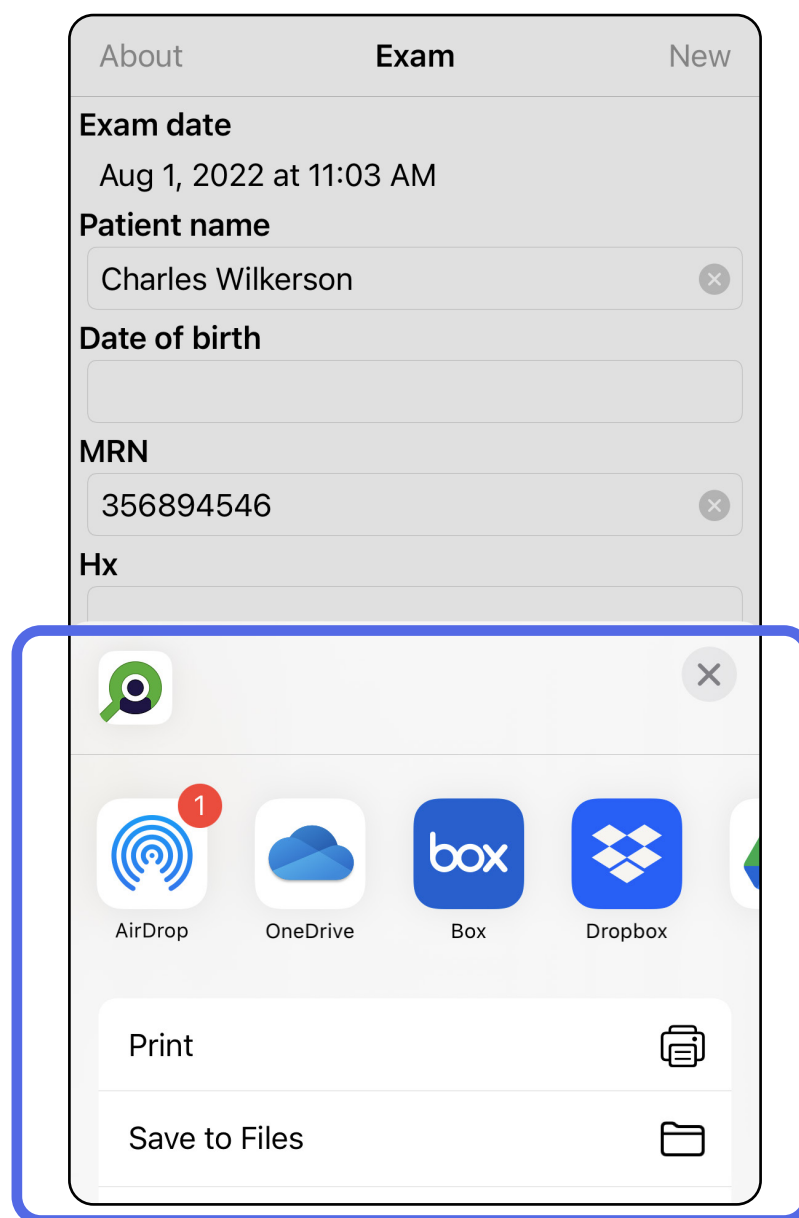 About Exam New
Exam date
Aug 1, 2022 at 11:03 AM
Patient name
Charles Wilkerson
Date of birth
MRN
356894546
Hx
1
box
AirDrop OneDrive Box Dropbox
Print
Save to Files